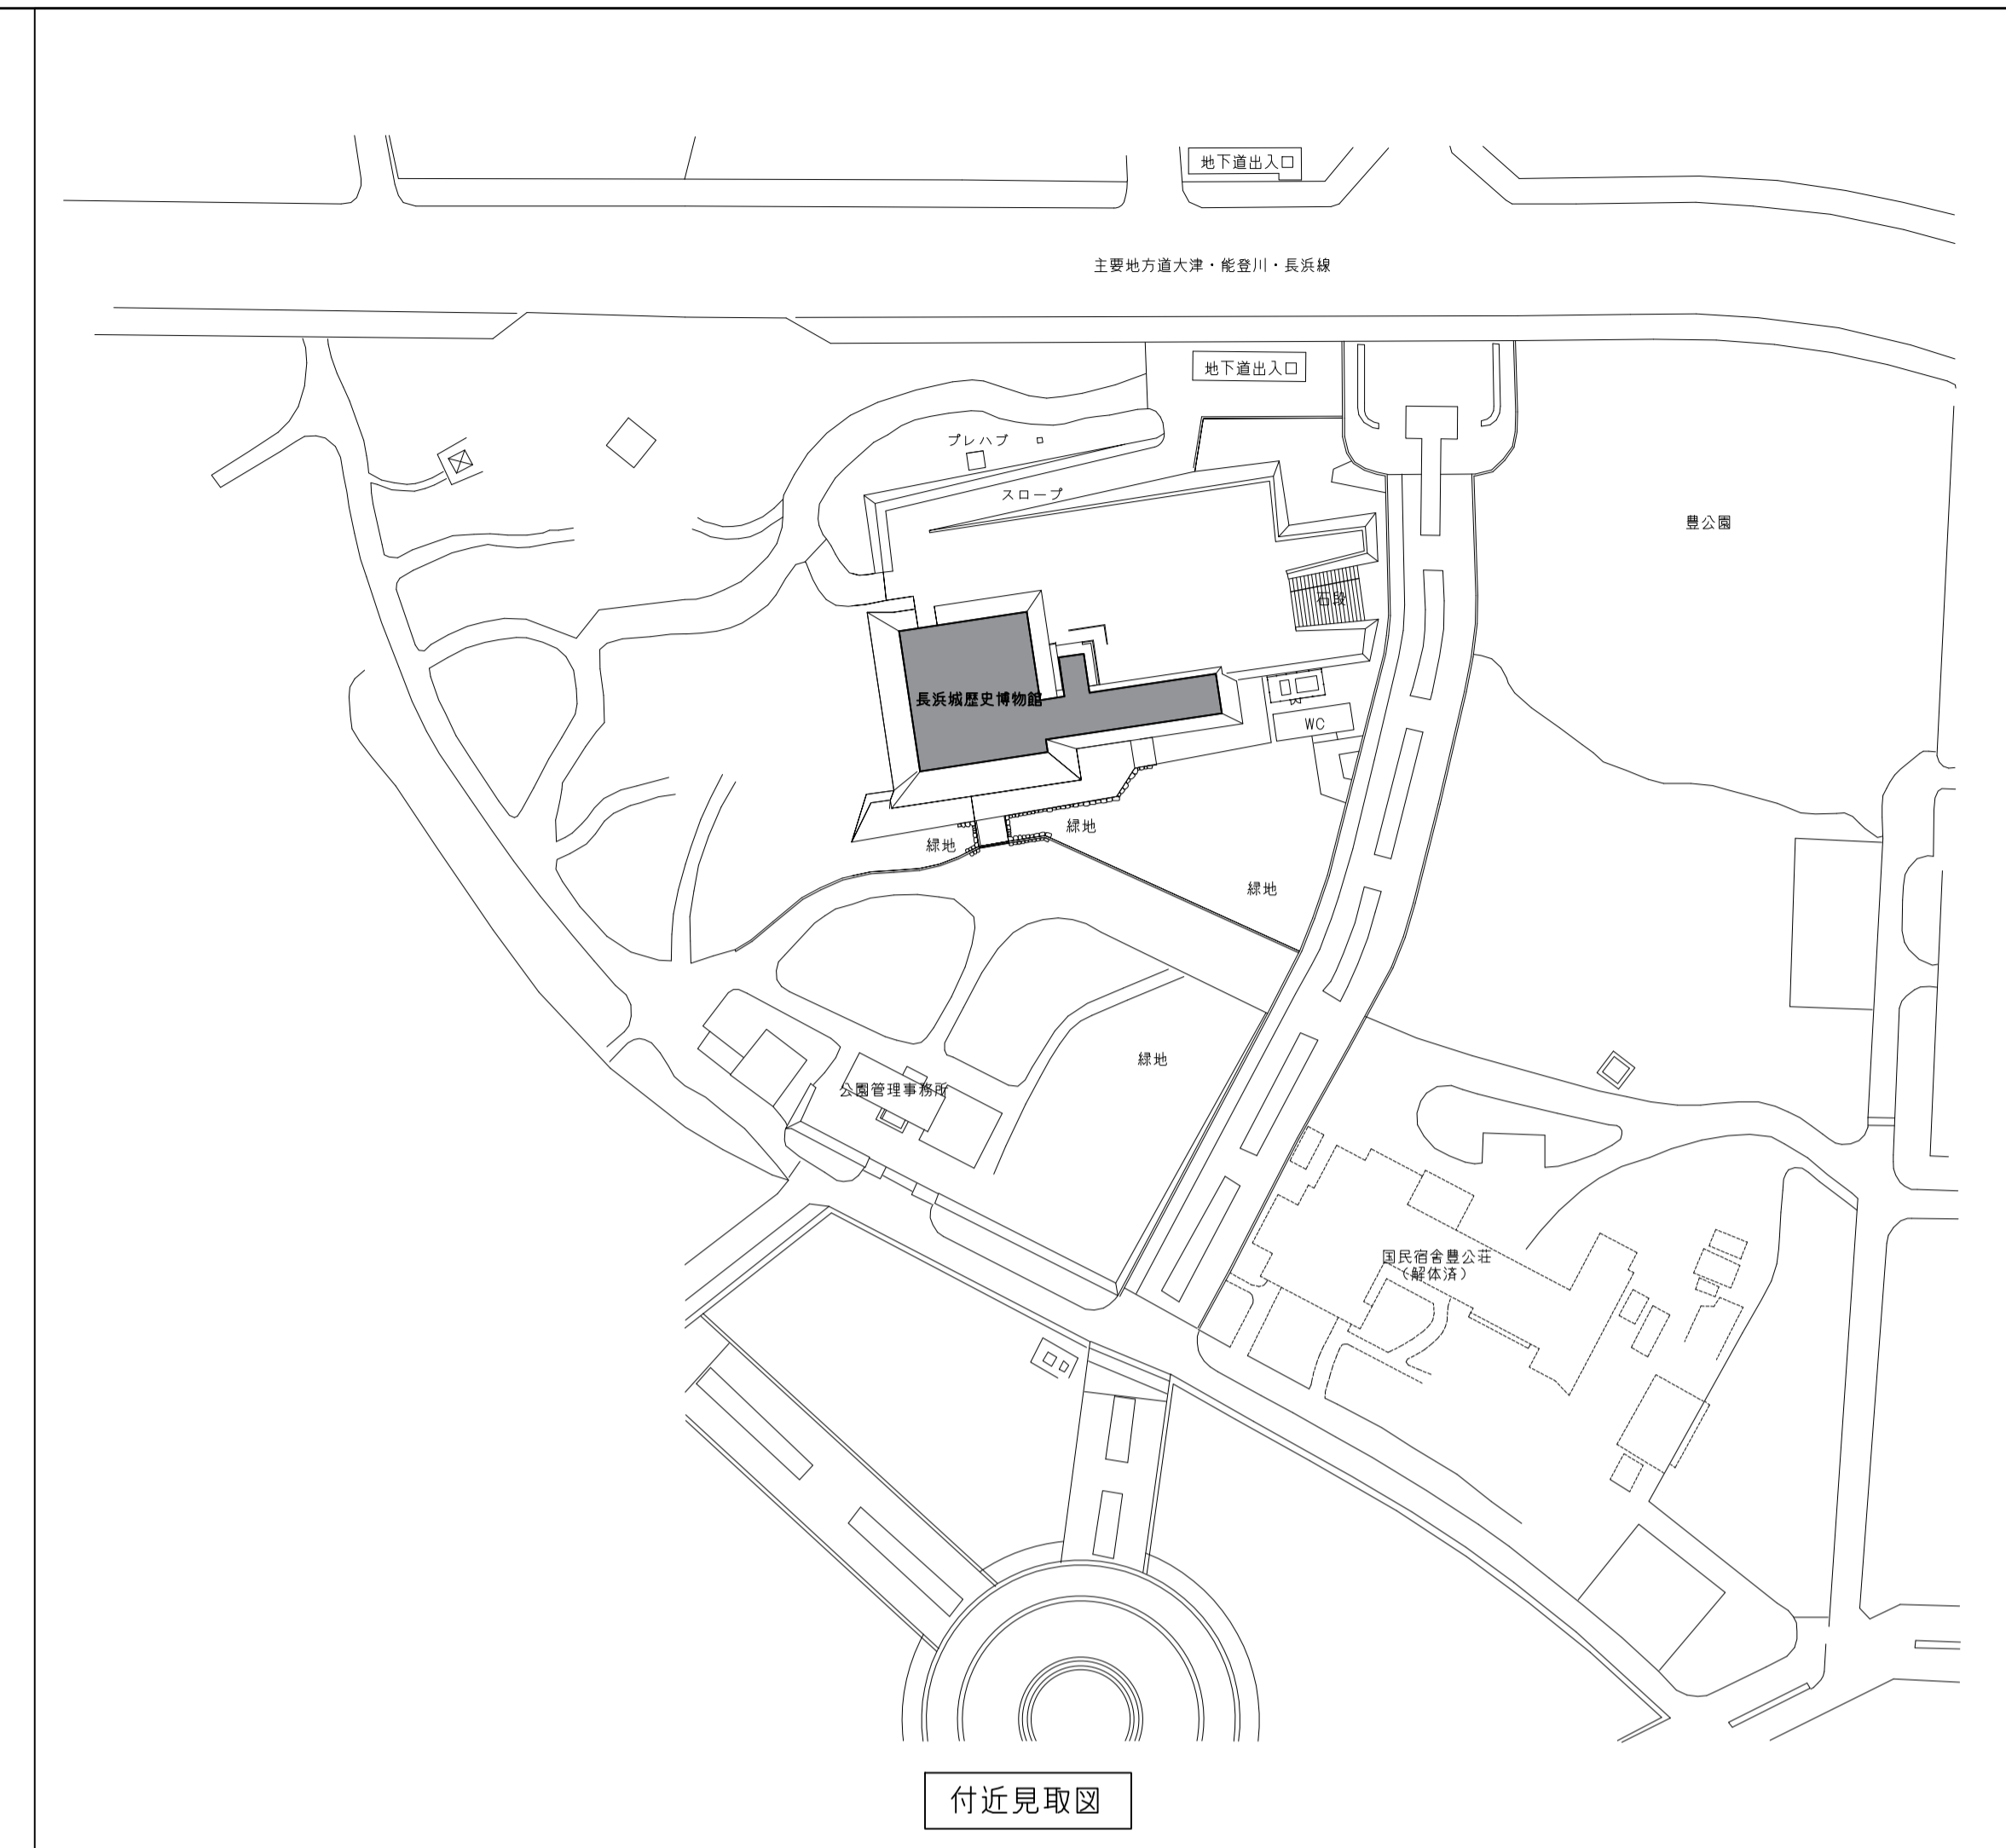 地下道出入口
主要地方道大津・能登川・長浜線
地下道出入口
プレハブ
スロープ
豊公園
石段
長浜城歴史博物館
WC
緑地
緑地
緑地
緑地
公園管理事務所
国民宿舎豊公荘
（解体済）
付近見取図